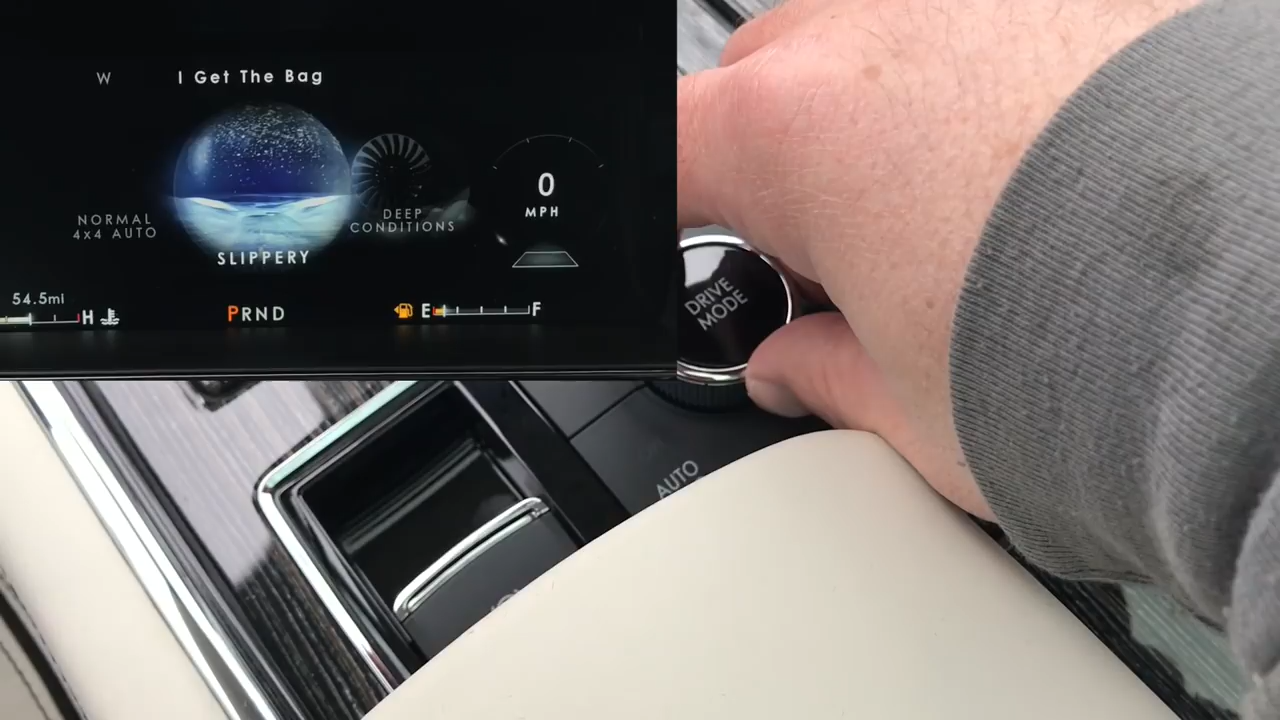 W
I Get The Bag
NORMAL
4x4 AUTO
SLIPPERY
DEEP
CONDITIONS
0
MPH
54.5mi
H
PRND
E
F
DRIVE
MODE
AUTO